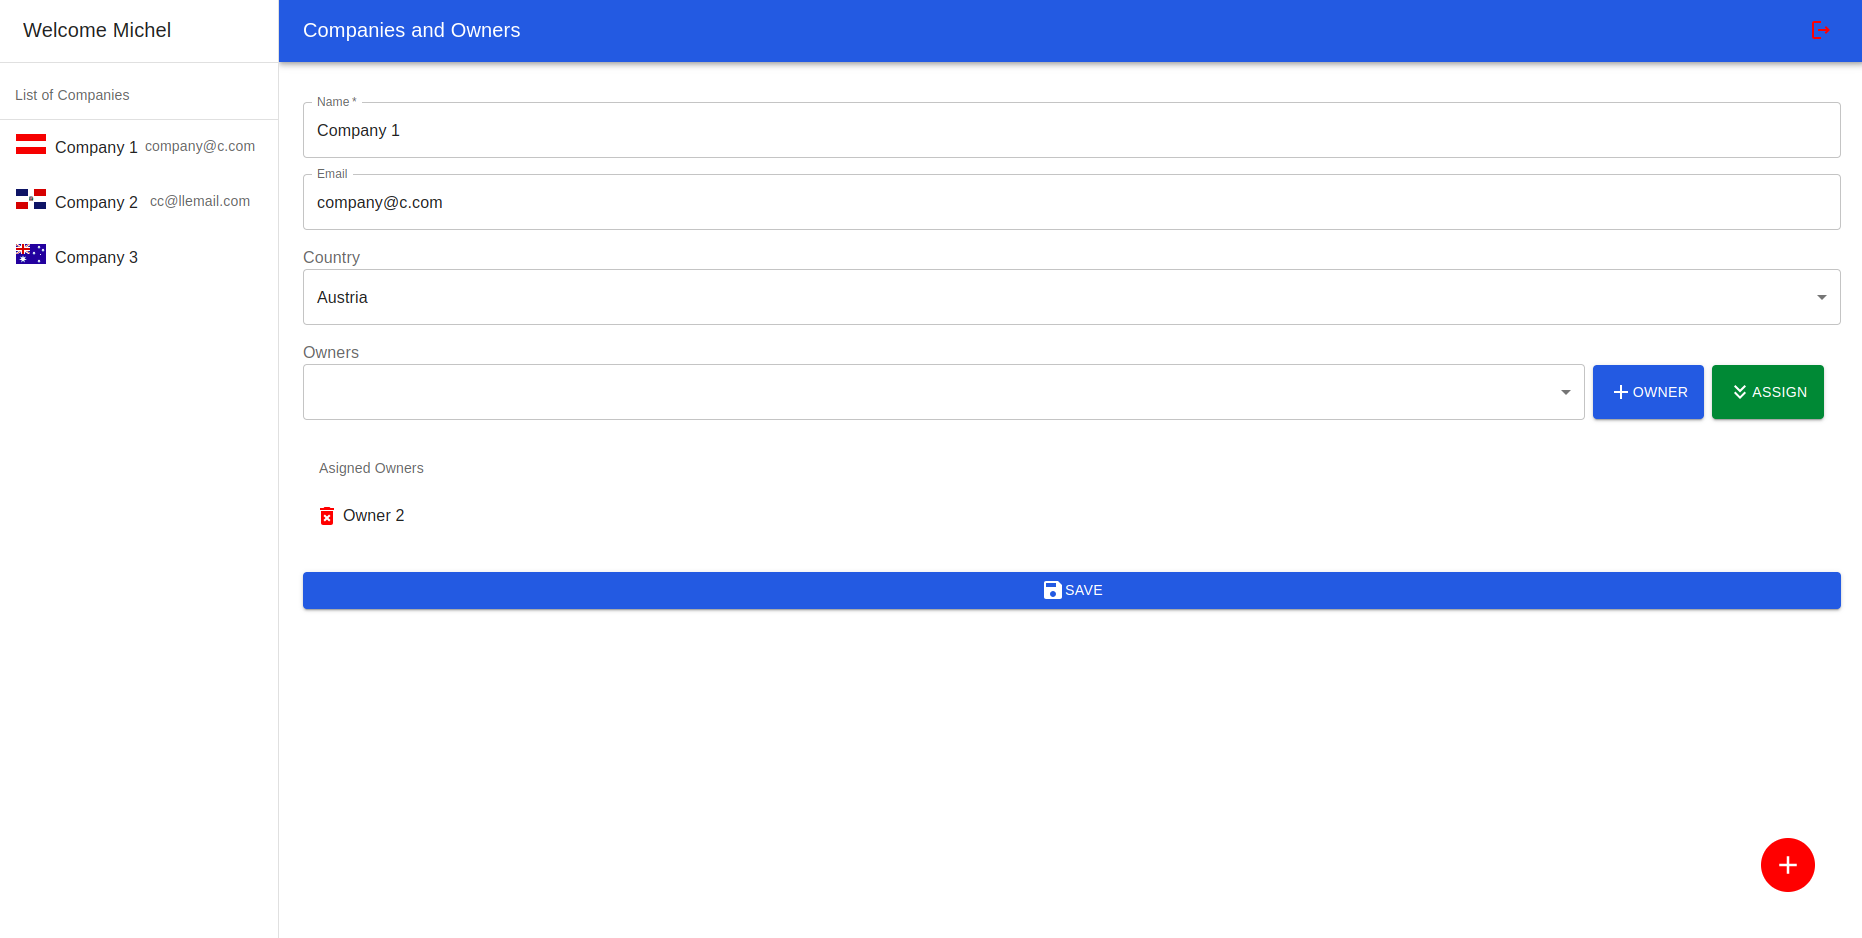 Welcome Michel
Companies and Owners
List of Companies
Company 1 company@c.com
Company 2 cc@llemail.com
Company 3
Name *
Company 1
Email
company@c.com
Country
Austria
Owners
OWNER
ASSIGN
Asigned Owners
Owner 2
SAVE